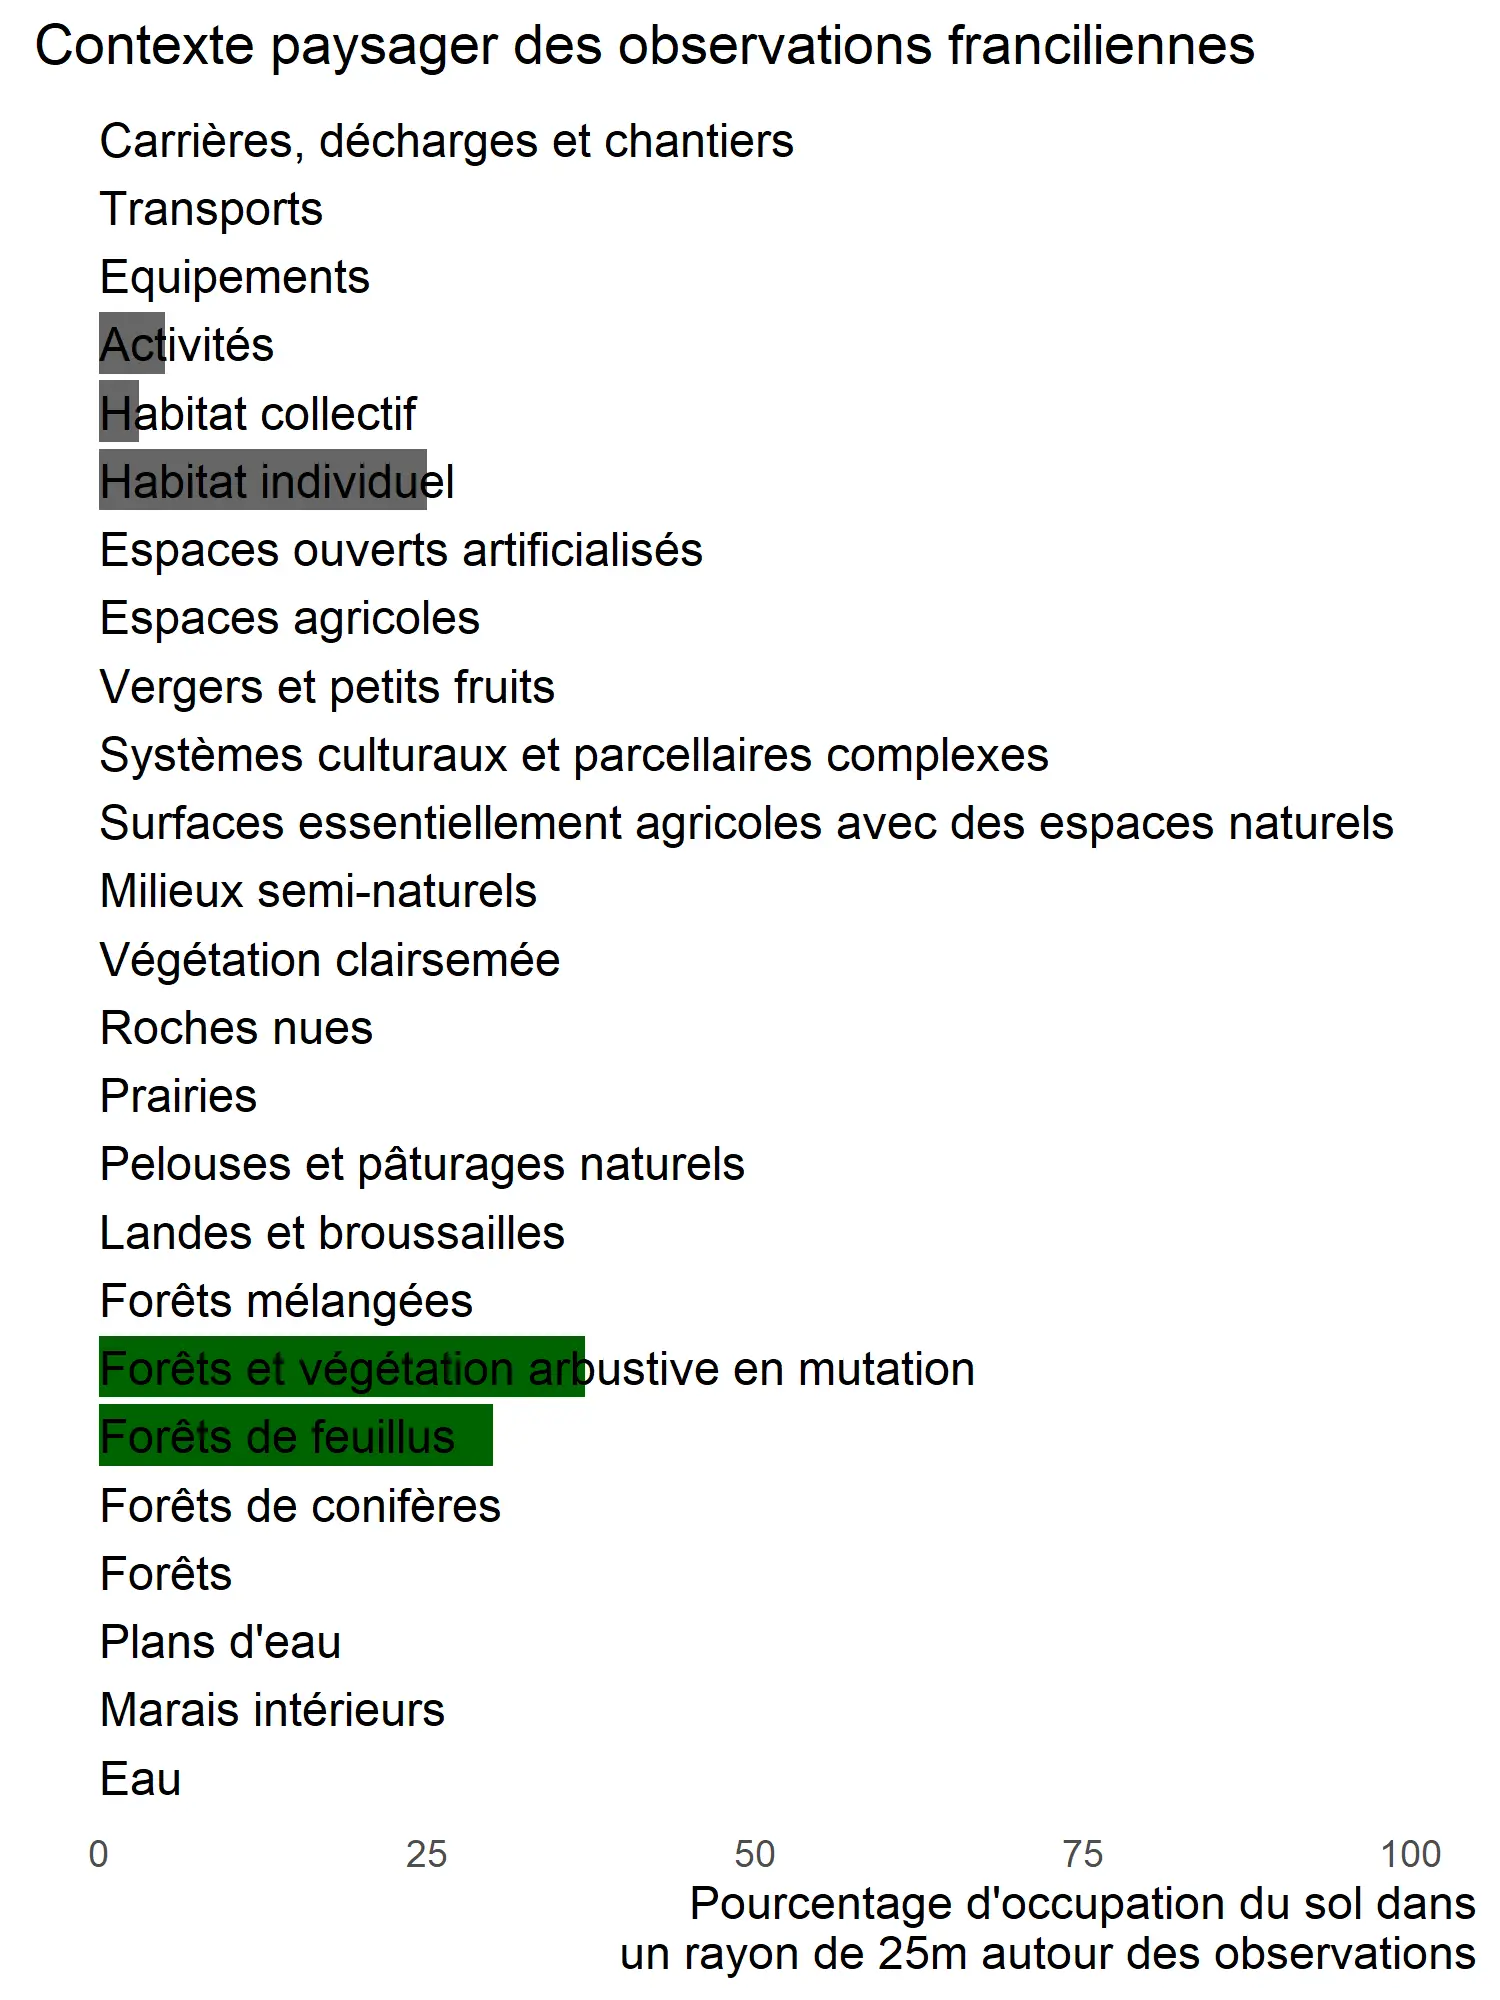 Contexte paysager des observations franciliennes
Carrières, décharges et chantiers
Transports
Equipements
Activités
Habitat collectif
Habitat individuel
Espaces ouverts artificialisés
Espaces agricoles
Vergers et petits fruits
Systèmes culturaux et parcellaires complexes
Surfaces essentiellement agricoles avec des espaces naturels
Milieux semi-naturels
Végétation clairsemée
Roches nues
Prairies
Pelouses et pâturages naturels
Landes et broussailles
Forêts mélangées
Forêts et végétation arbustive en mutation
Forêts de feuillus
Forêts de conifères
Forêts
Plans d'eau
Marais intérieurs
Eau
0 25 50 75 100
Pourcentage d'occupation du sol dans
un rayon de 25m autour des observations